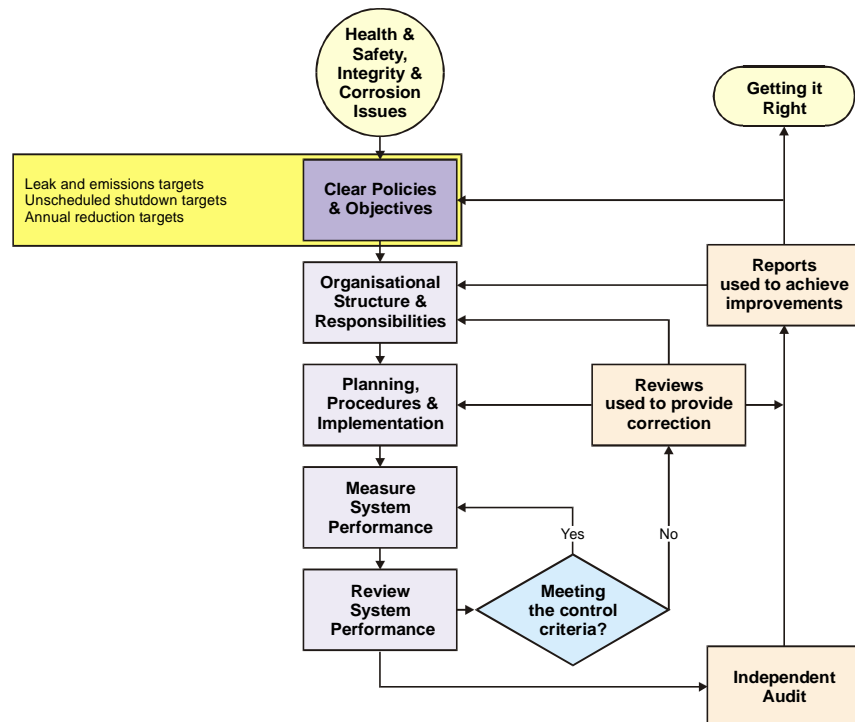 Health &
Safety,
Integrity &
Corrosion
Issues
Getting it
Right
Leak and emissions targets
Unscheduled shutdown targets
Annual reduction targets
Clear Policies
& Objectives
Organisational
Structure &
Responsibilities
Reports
used to achieve
improvements
Planning,
Procedures &
Implementation
Reviews
used to provide
correction
Measure
System
Performance
Yes
No
Review
System
Performance
Meeting
the control
criteria?
Independent
Audit